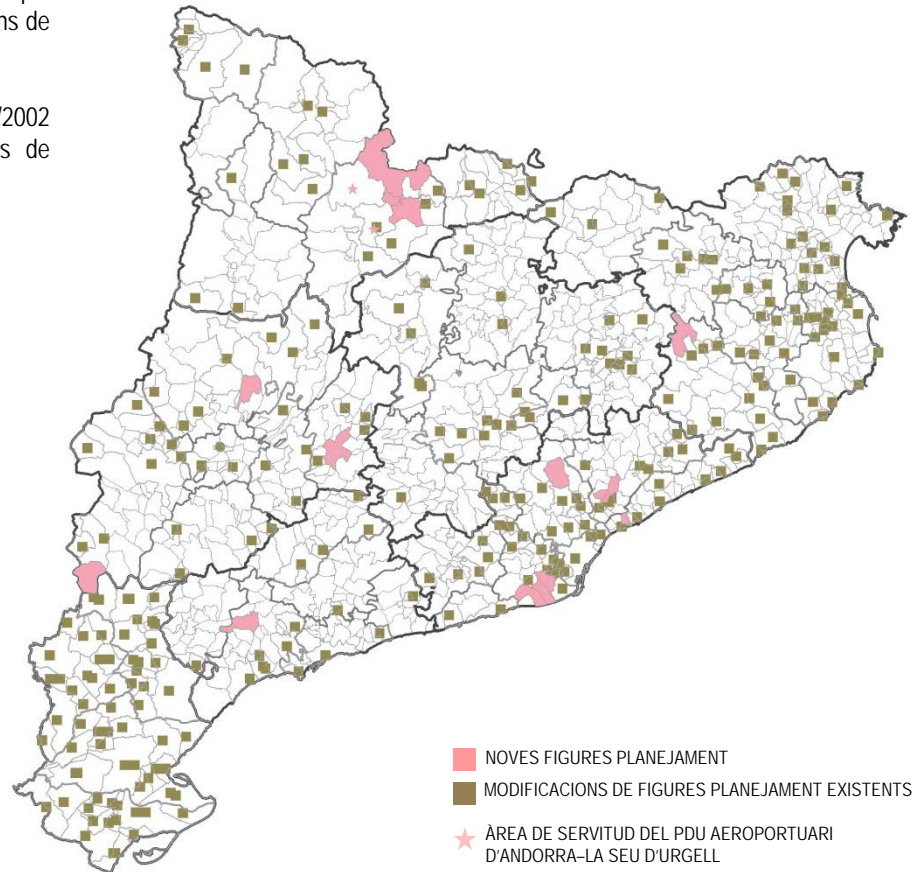 ns de
/2002
s de
NOVES FIGURES PLANEJAMENT
MODIFICACIONS DE FIGURES PLANEJAMENT EXISTENTS
ÀREA DE SERVITUD DEL PDU AEROPORTUARI
D'ANDORRA–LA SEU D'URGELL